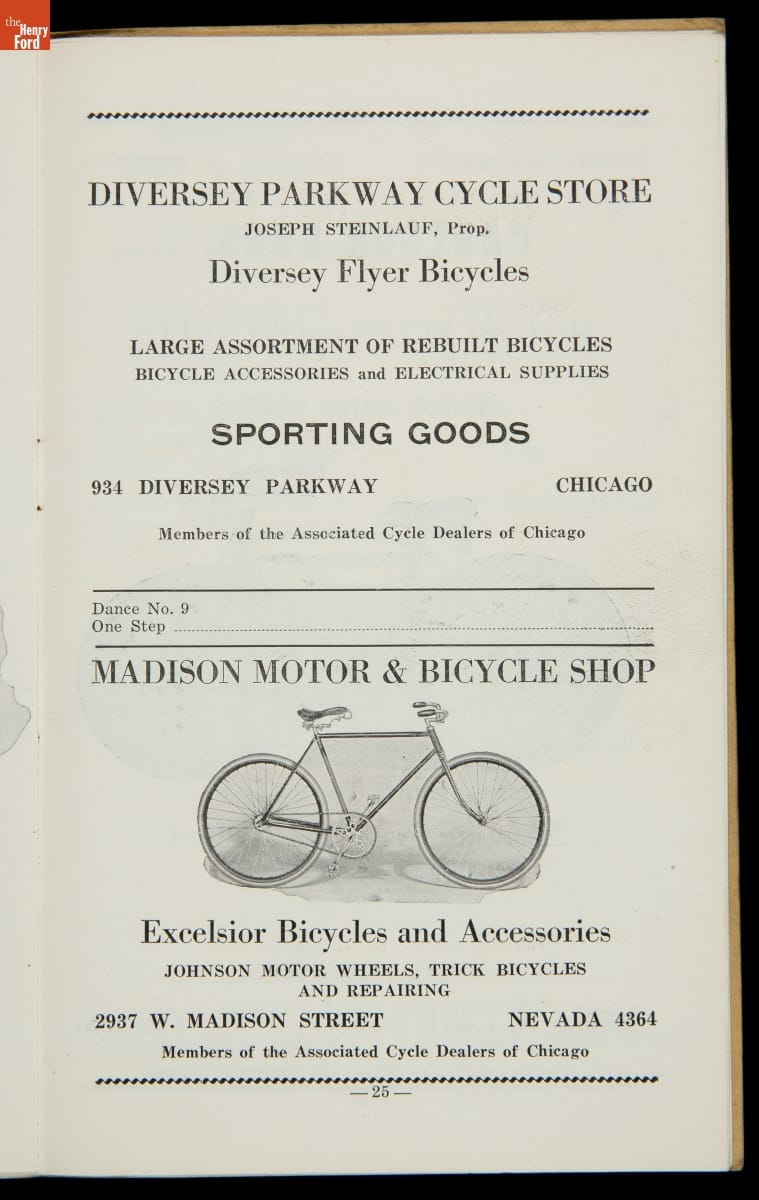 the
Henry
Ford
DIVERSEY PARKWAY CYCLE STORE
JOSEPH STEINLAUF, Prop.
Diversey Flyer Bicycles
LARGE ASSORTMENT OF REBUILT BICYCLES
BICYCLE ACCESSORIES and ELECTRICAL SUPPLIES
SPORTING GOODS
934 DIVERSEY PARKWAY CHICAGO
Members of the Associated Cycle Dealers of Chicago
Dance No. 9
One Step
MADISON MOTOR & BICYCLE SHOP
Excelsior Bicycles and Accessories
JOHNSON MOTOR WHEELS, TRICK BICYCLES
AND REPAIRING
2937 W. MADISON STREET NEVADA 4364
Members of the Associated Cycle Dealers of Chicago
—25—